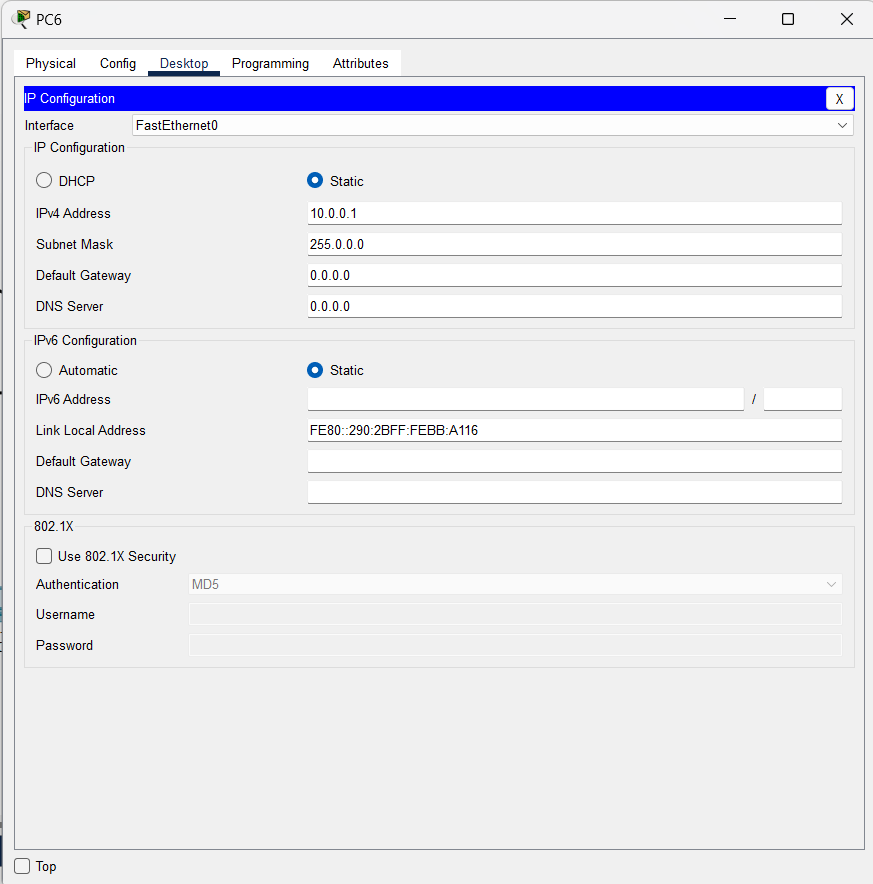 PC6
Physical Config Desktop Programming Attributes
IP Configuration X
Interface FastEthernet0
IP Configuration
DHCP Static
IPv4 Address 10.0.0.1
Subnet Mask 255.0.0.0
Default Gateway 0.0.0.0
DNS Server 0.0.0.0
IPv6 Configuration
Automatic Static
IPv6 Address /
Link Local Address FE80::290:2BFF:FEBB:A116
Default Gateway
DNS Server
802.1X
Use 802.1X Security
Authentication MD5
Username
Password
Top